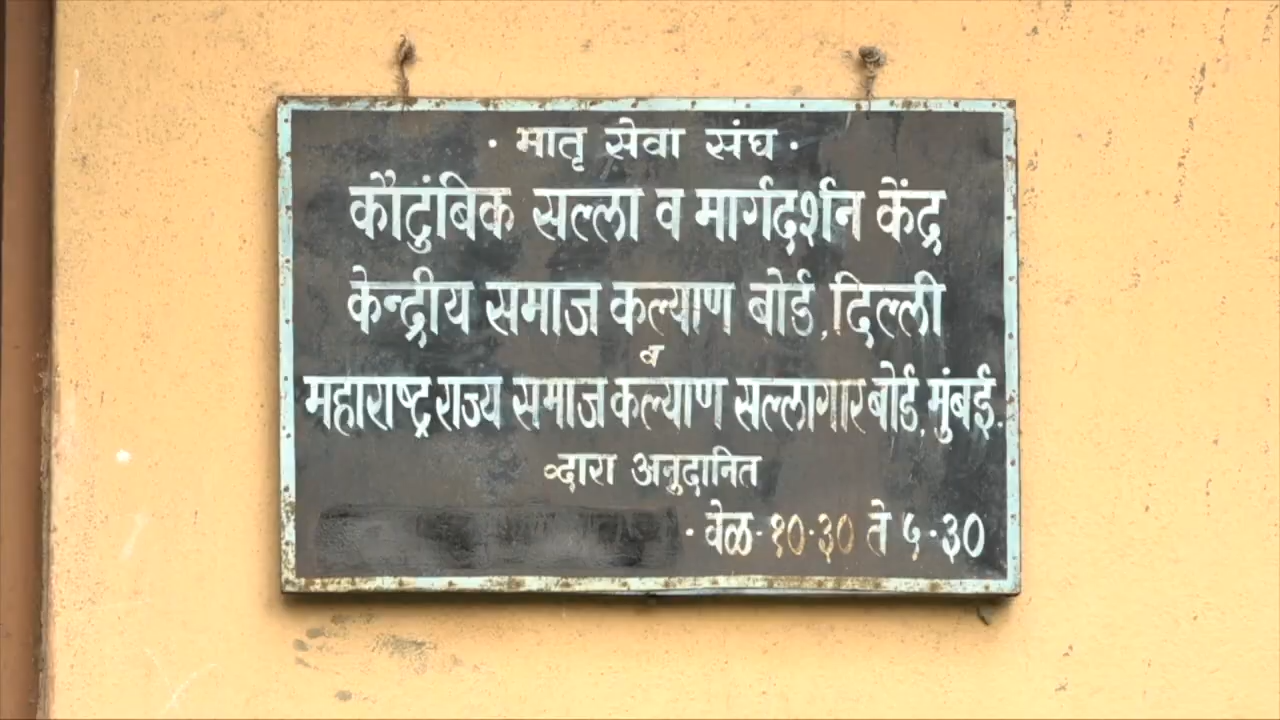 · मातृ सेवा संघ ·
कौटुंबिक सल्ला व मार्गदर्शन केंद्र
केन्द्रीय समाज कल्याण बोर्ड, दिल्ली
व
महाराष्ट्र राज्य समाज कल्याण सल्लागार बोर्ड, मुंबई.
व्दारा अनुदानित
· वेळ - १०·३० ते ५·३०